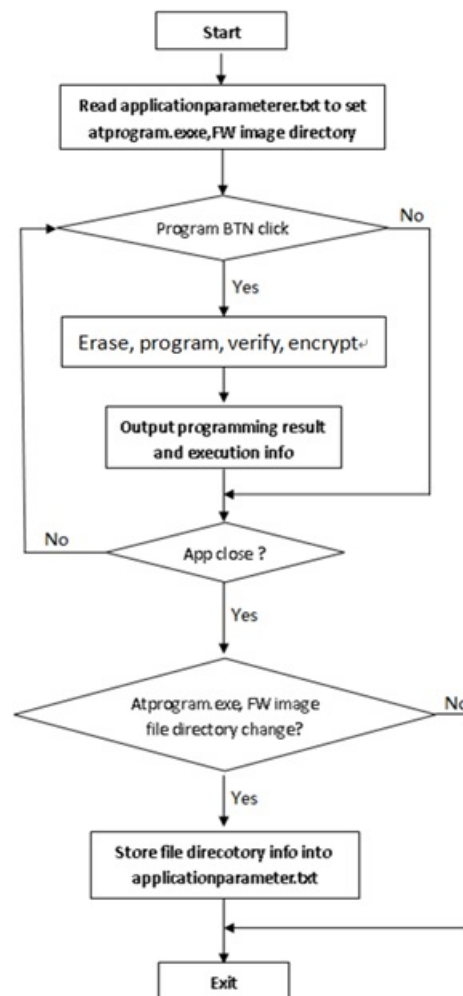 Start
Read applicationparameterer.txt to set
atprogram.exxe,FW image directory
Program BTN click
No
Yes
Erase, program, verify, encrypt↵
Output programming result
and execution info
No
App close ?
Yes
Atprogram.exe, FW image
file directory change?
No
Yes
Store file direcotory info into
applicationparameter.txt
Exit